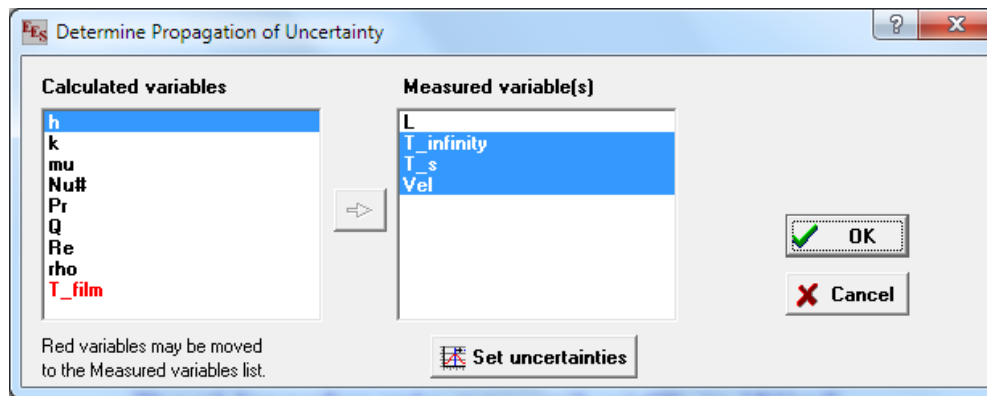 EES Determine Propagation of Uncertainty
?
X
Calculated variables
Measured variable(s)
h
k
mu
Nu#
Pr
Q
Re
rho
T_film
L
T_infinity
T_s
Vel
OK
Cancel
Red variables may be moved
to the Measured variables list.
Set uncertainties